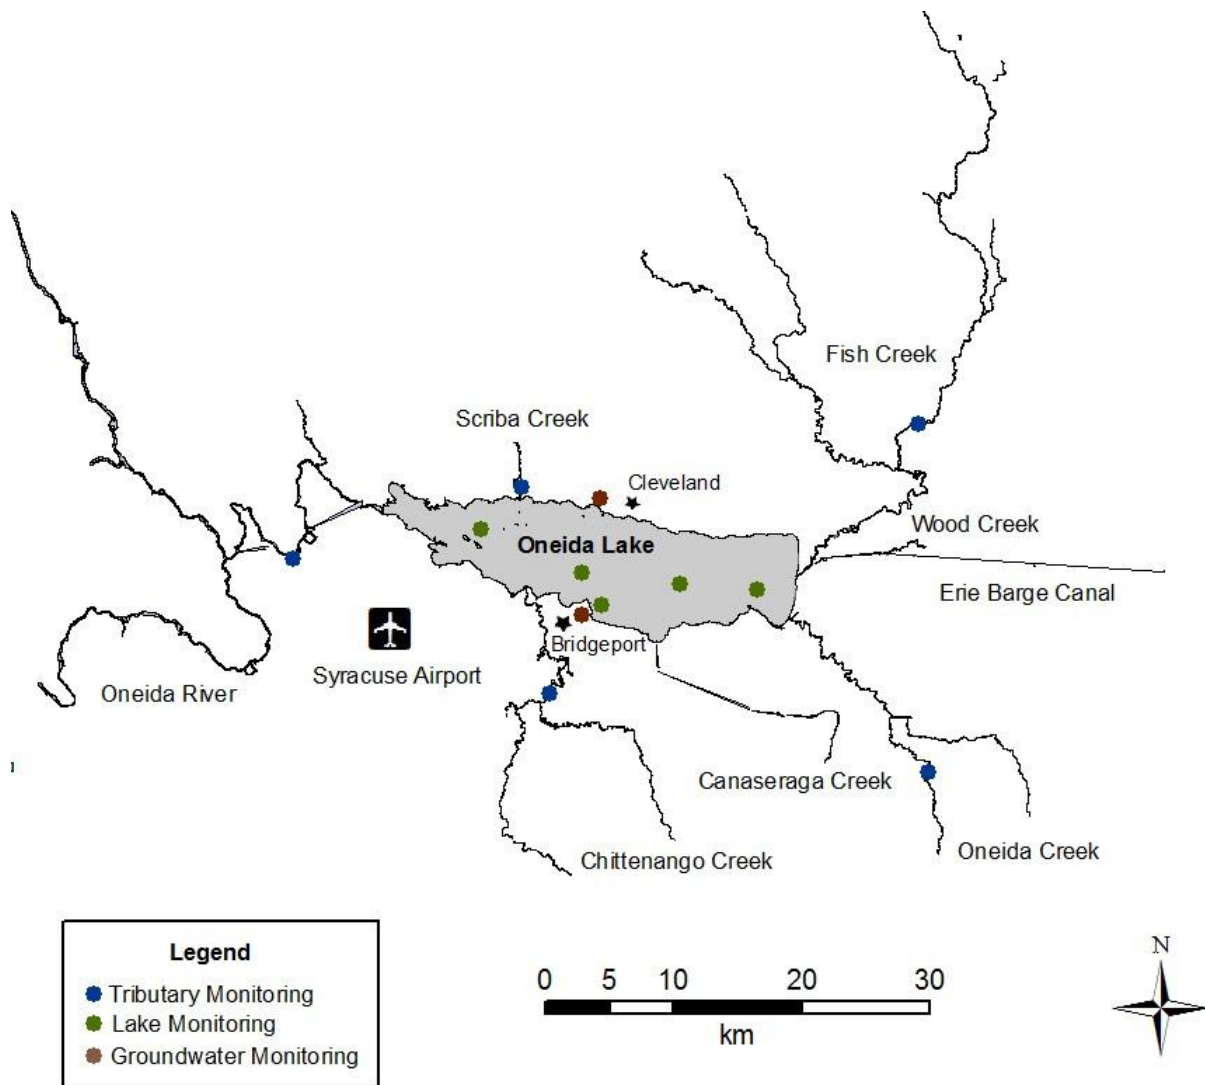 Fish Creek
Scriba Creek
Cleveland
Wood Creek
Oneida Lake
Erie Barge Canal
Bridgeport
Syracuse Airport
Oneida River
Canaseraga Creek
Chittenango Creek
Oneida Creek
Legend
Tributary Monitoring
Lake Monitoring
Groundwater Monitoring
0 5 10 20 30
km
N